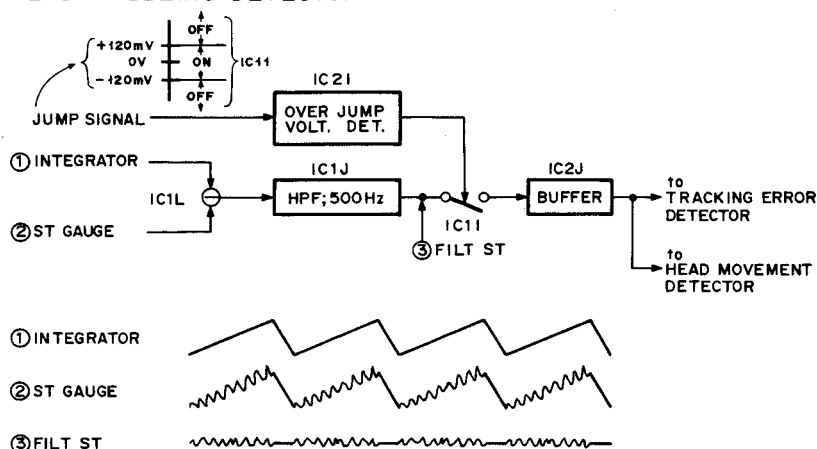 OFF
+120mV
0V
ON
IC11
-120mV
OFF
IC2I
JUMP SIGNAL
OVER JUMP
VOLT. DET.
① INTEGRATOR
IC1J
IC2J
IC1L
HPF; 500Hz
BUFFER
to
TRACKING ERROR
DETECTOR
IC11
② ST GAUGE
③ FILT ST
to
HEAD MOVEMENT
DETECTOR
① INTEGRATOR
② ST GAUGE
③ FILT ST